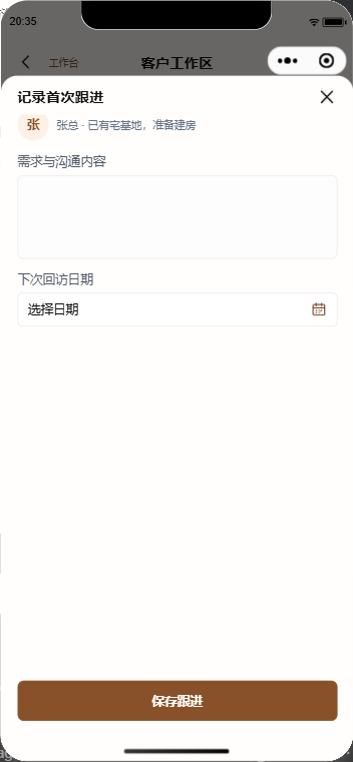 20:35
工作台
客户工作区
记录首次跟进
张
张总 - 已有宅基地，准备建房
需求与沟通内容
下次回访日期
选择日期
保存跟进